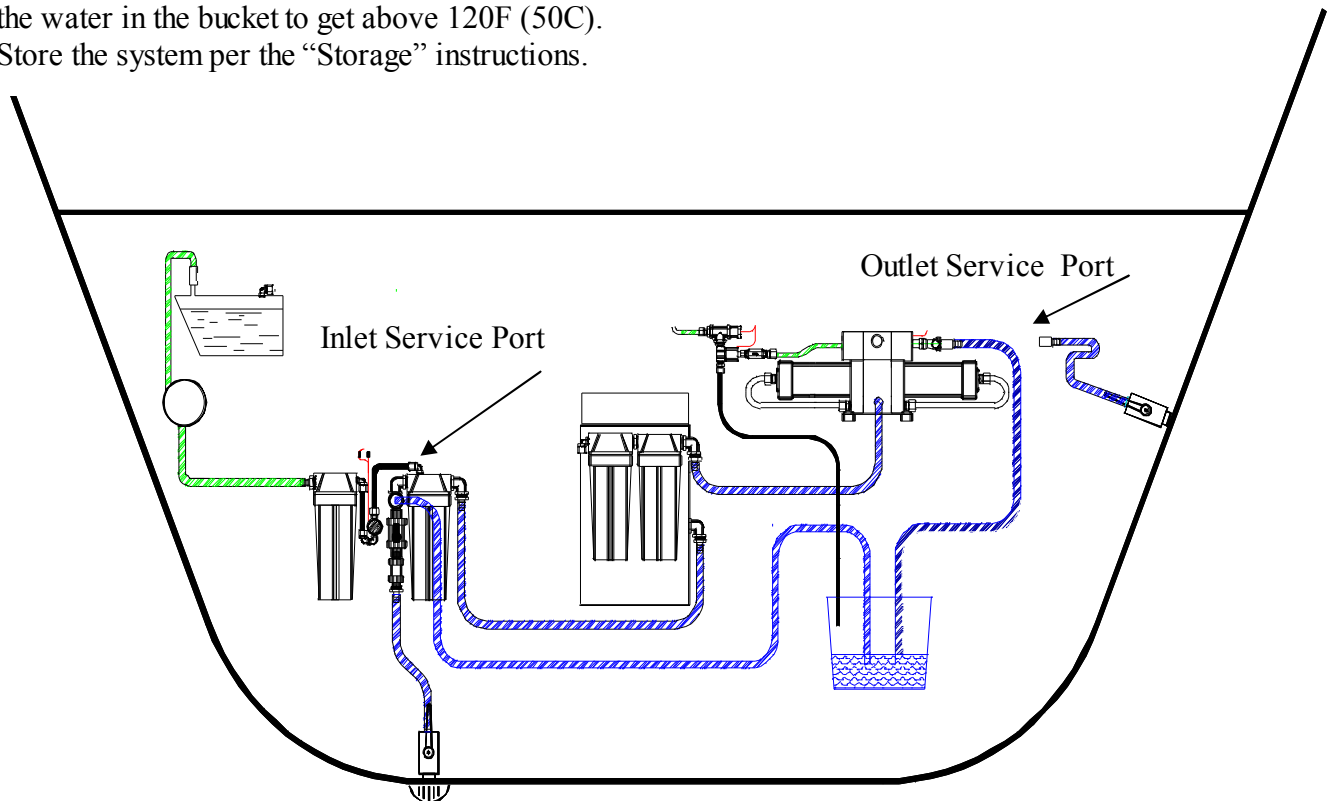 the water in the bucket to get above 120F (50C).
Store the system per the “Storage” instructions.
Outlet Service Port
Inlet Service Port